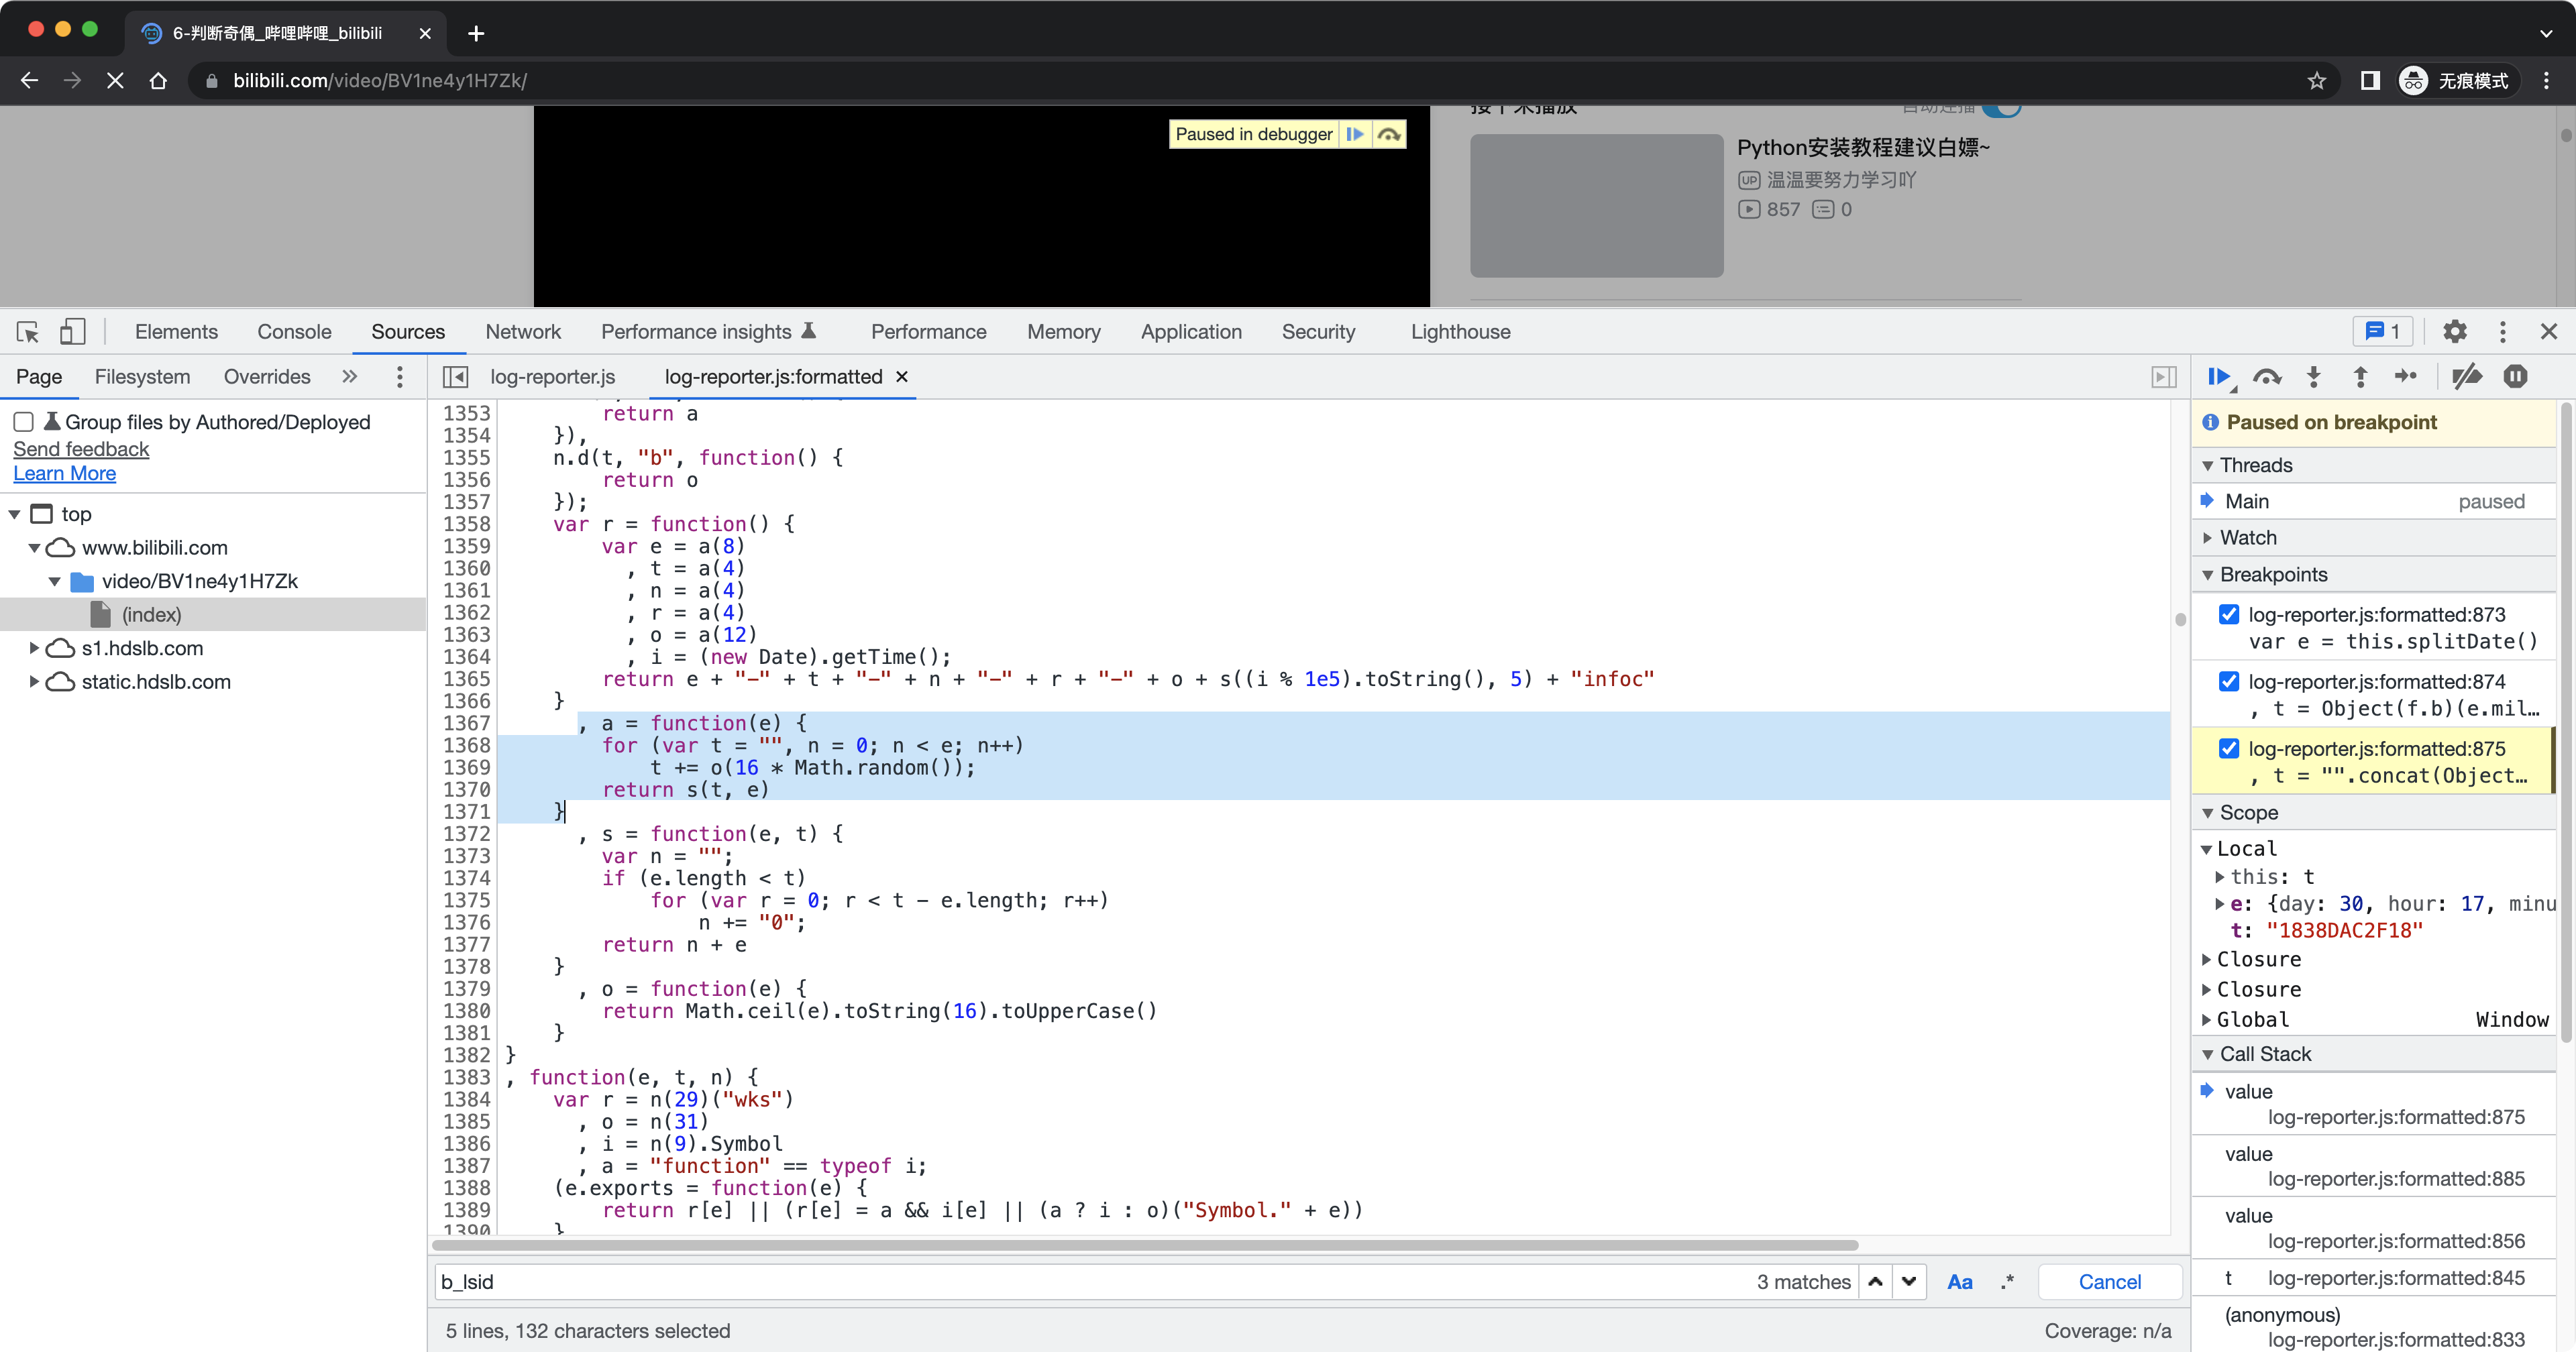 6-判断奇偶_哔哩哔哩_bilibili
bilibili.com/video/BV1ne4y1H7Zk/
无痕模式
Paused in debugger
接下来播放
自动连播
Python安装教程建议白嫖~
UP 温温要努力学习吖
857 0
Elements Console Sources Network Performance insights Performance Memory Application Security Lighthouse 1
Page Filesystem Overrides
log-reporter.js log-reporter.js:formatted
Group files by Authored/Deployed
Send feedback
Learn More
top
www.bilibili.com
video/BV1ne4y1H7Zk
(index)
s1.hdslb.com
static.hdslb.com
1353 return a
1354 }),
1355 n.d(t, "b", function() {
1356 return o
1357 });
1358 var r = function() {
1359 var e = a(8)
1360 , t = a(4)
1361 , n = a(4)
1362 , r = a(4)
1363 , o = a(12)
1364 , i = (new Date).getTime();
1365 return e + "-" + t + "-" + n + "-" + r + "-" + o + s((i % 1e5).toString(), 5) + "infoc"
1366 }
1367 , a = function(e) {
1368 for (var t = "", n = 0; n < e; n++)
1369 t += o(16 * Math.random());
1370 return s(t, e)
1371 }
1372 , s = function(e, t) {
1373 var n = "";
1374 if (e.length < t)
1375 for (var r = 0; r < t - e.length; r++)
1376 n += "0";
1377 return n + e
1378 }
1379 , o = function(e) {
1380 return Math.ceil(e).toString(16).toUpperCase()
1381 }
1382 }
1383 , function(e, t, n) {
1384 var r = n(29)("wks")
1385 , o = n(31)
1386 , i = n(9).Symbol
1387 , a = "function" == typeof i;
1388 (e.exports = function(e) {
1389 return r[e] || (r[e] = a && i[e] || (a ? i : o)("Symbol." + e))
1390 }
b_lsid
3 matches
Aa .* Cancel
5 lines, 132 characters selected
Coverage: n/a
Paused on breakpoint
Threads
Main paused
Watch
Breakpoints
log-reporter.js:formatted:873
var e = this.splitDate()
log-reporter.js:formatted:874
, t = Object(f.b)(e.mil…
log-reporter.js:formatted:875
, t = "".concat(Object…
Scope
Local
this: t
e: {day: 30, hour: 17, minu
t: "1838DAC2F18"
Closure
Closure
Global Window
Call Stack
value
log-reporter.js:formatted:875
value
log-reporter.js:formatted:885
value
log-reporter.js:formatted:856
t log-reporter.js:formatted:845
(anonymous)
log-reporter.js:formatted:833